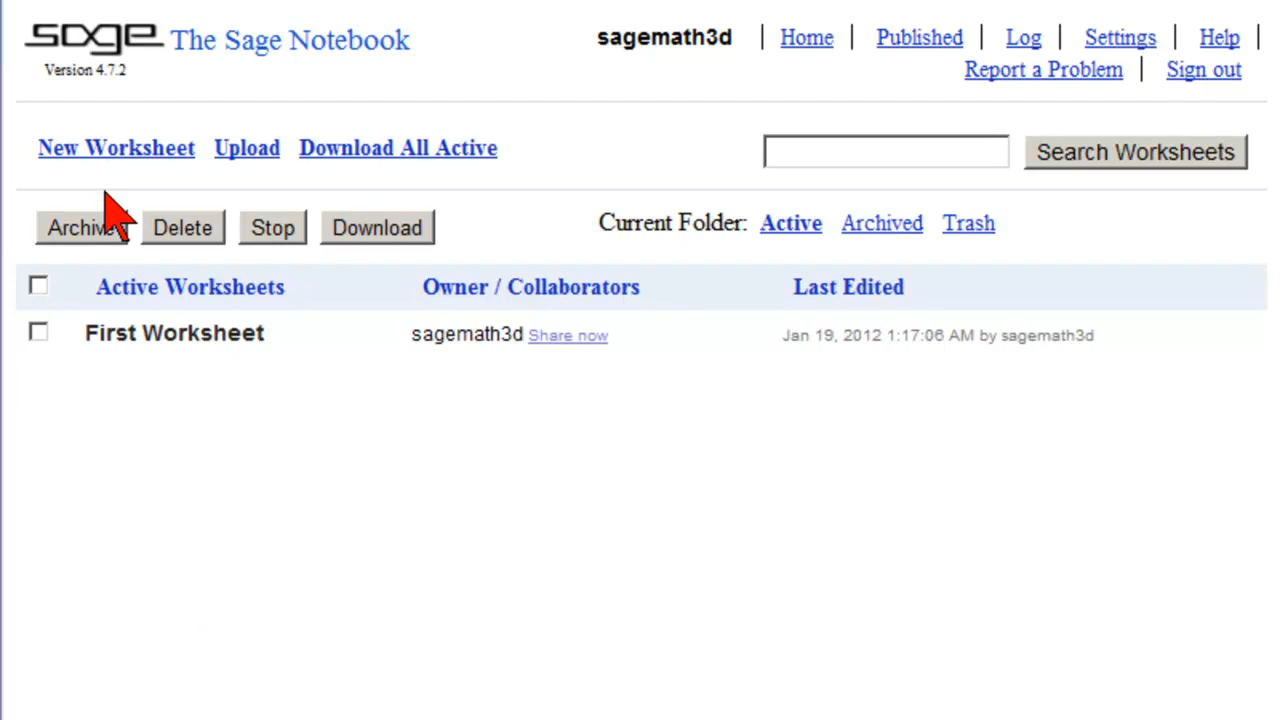 sage The Sage Notebook
Version 4.7.2
sagemath3d | Home | Published | Log | Settings | Help |
Report a Problem | Sign out
New Worksheet Upload Download All Active
Search Worksheets
Delete Stop Download Current Folder: Active Archived Trash
Active Worksheets Owner / Collaborators Last Edited
First Worksheet sagemath3d Share now Jan 19, 2012 1:17:06 AM by sagemath3d